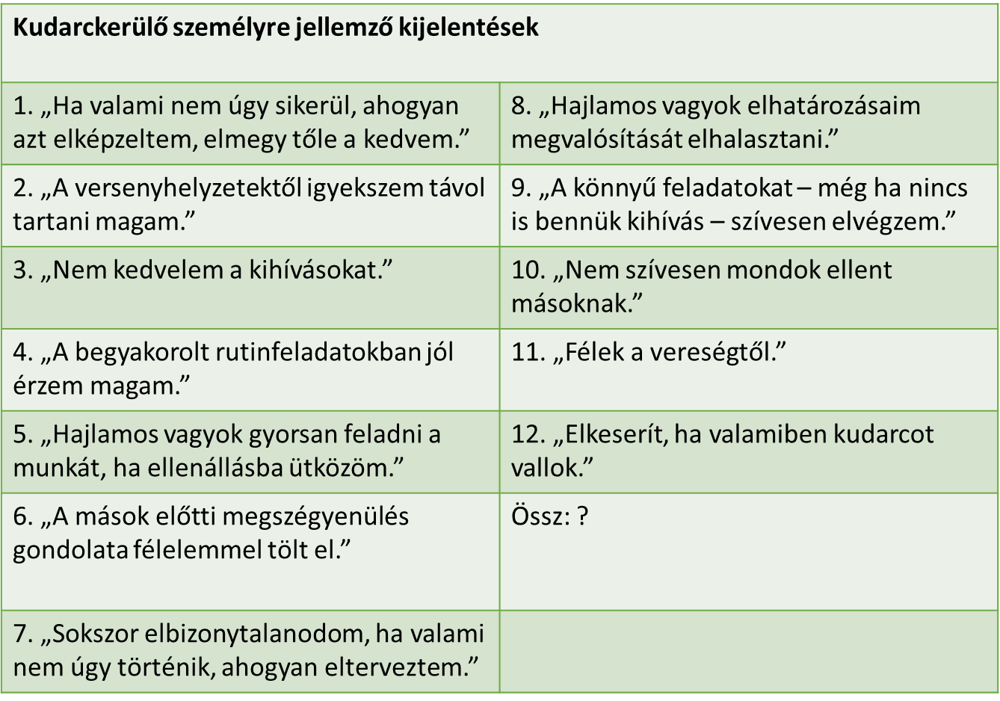 Kudarckerülő személyre jellemző kijelentések
1. „Ha valami nem úgy sikerül, ahogyan
azt elképzeltem, elmegy tőle a kedvem.”
2. „A versenyhelyzetektől igyekszem távol
tartani magam.”
3. „Nem kedvelem a kihívásokat.”
4. „A begyakorolt rutinfeladatokban jól
érzem magam.”
5. „Hajlamos vagyok gyorsan feladni a
munkát, ha ellenállásba ütközöm.”
6. „A mások előtti megszégyenülés
gondolata félelemmel tölt el.”
7. „Sokszor elbizonytalanodom, ha valami
nem úgy történik, ahogyan elterveztem.”
8. „Hajlamos vagyok elhatározásaim
megvalósítását elhalasztani.”
9. „A könnyű feladatokat – még ha nincs
is bennük kihívás – szívesen elvégzem.”
10. „Nem szívesen mondok ellent
másoknak.”
11. „Félek a vereségtől.”
12. „Elkeserít, ha valamiben kudarcot
vallok.”
Össz: ?